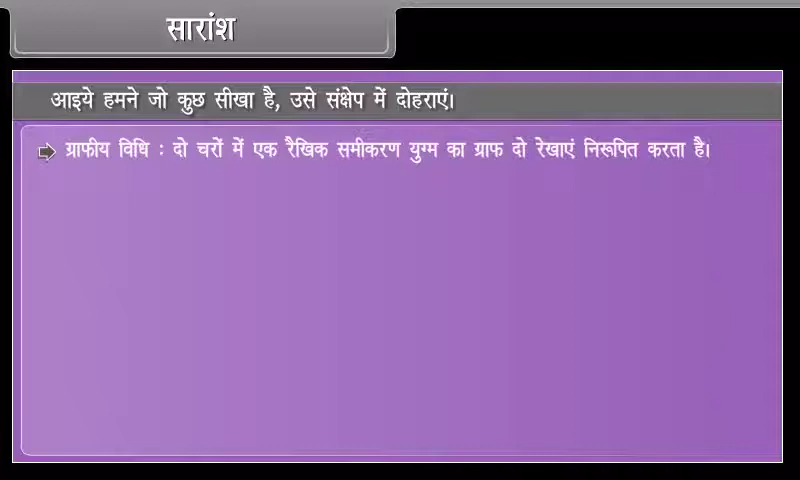 सारांश
आइये हमने जो कुछ सीखा है, उसे संक्षेप में दोहराएं।
ग्राफीय विधि : दो चरों में एक रैखिक समीकरण युग्म का ग्राफ दो रेखाएं निरूपित करता है।